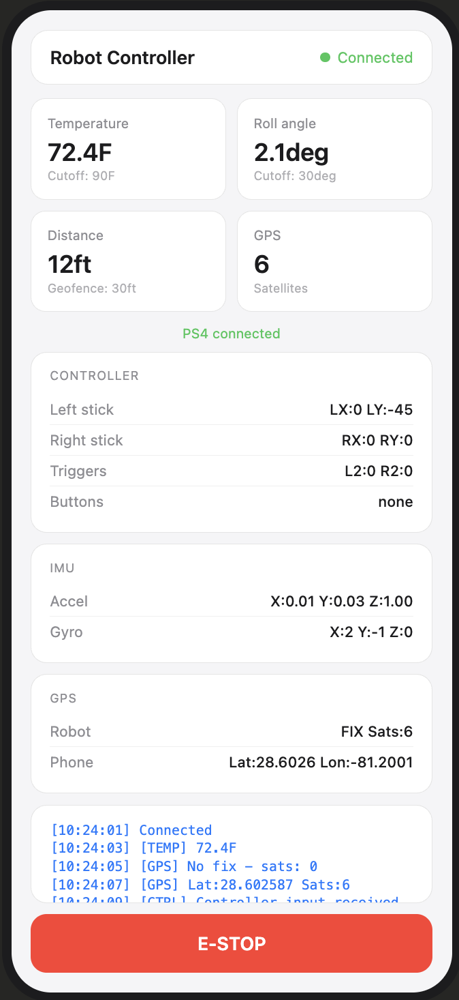 Robot Controller
Connected
Temperature
72.4F
Cutoff: 90F
Roll angle
2.1deg
Cutoff: 30deg
Distance
12ft
Geofence: 30ft
GPS
6
Satellites
PS4 connected
CONTROLLER
Left stick LX:0 LY:-45
Right stick RX:0 RY:0
Triggers L2:0 R2:0
Buttons none
IMU
Accel X:0.01 Y:0.03 Z:1.00
Gyro X:2 Y:-1 Z:0
GPS
Robot FIX Sats:6
Phone Lat:28.6026 Lon:-81.2001
[10:24:01] Connected
[10:24:03] [TEMP] 72.4F
[10:24:05] [GPS] No fix — sats: 0
[10:24:07] [GPS] Lat:28.602587 Sats:6
[10:24:09] [CTRL] Controller input received
E-STOP